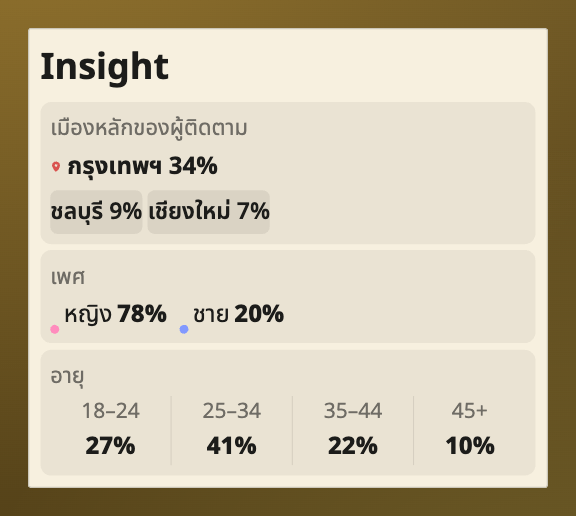 Insight
เมืองหลักของผู้ติดตาม
กรุงเทพฯ 34%
ชลบุรี 9% เชียงใหม่ 7%
เพศ
หญิง 78% ชาย 20%
อายุ
18–24 25–34 35–44 45+
27% 41% 22% 10%